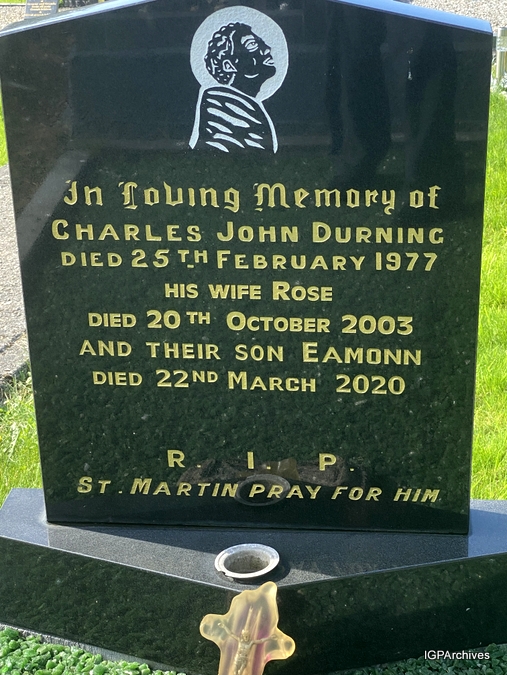 In Loving Memory of
CHARLES JOHN DURNING
DIED 25TH FEBRUARY 1977
HIS WIFE ROSE
DIED 20TH OCTOBER 2003
AND THEIR SON EAMONN
DIED 22ND MARCH 2020
R. I. P.
ST. MARTIN PRAY FOR HIM
IGPArchives